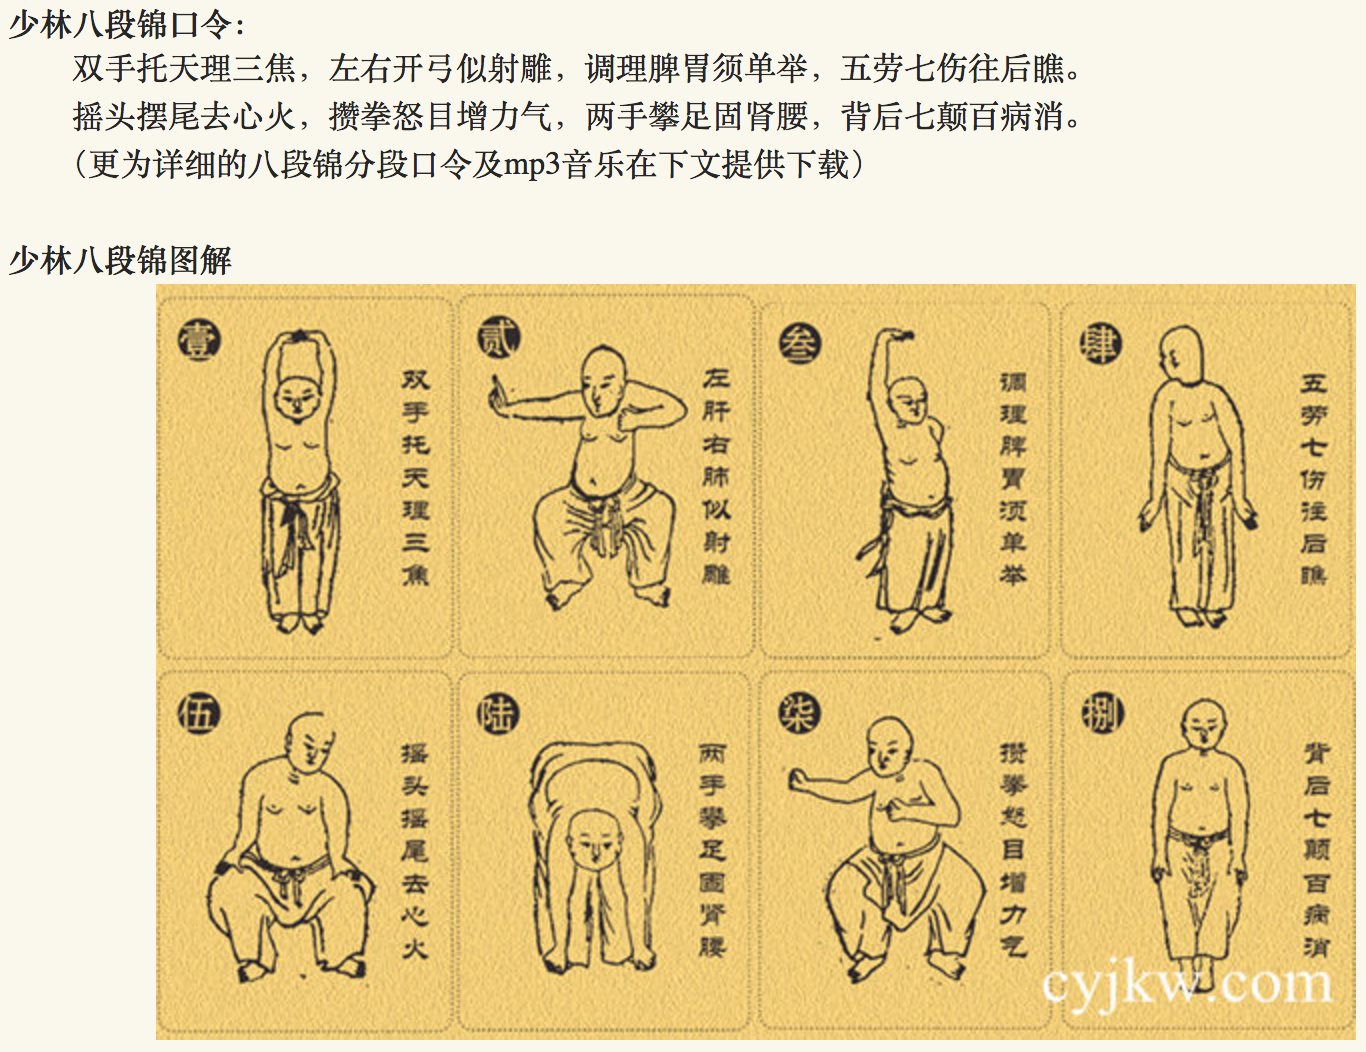 少林八段锦口令：
双手托天理三焦，左右开弓似射雕，调理脾胃须单举，五劳七伤往后瞧。
摇头摆尾去心火，攒拳怒目增力气，两手攀足固肾腰，背后七颠百病消。
（更为详细的八段锦分段口令及mp3音乐在下文提供下载）
少林八段锦图解
壹
双手托天理三焦
贰
左肝右肺似射雕
叁
调理脾胃须单举
肆
五劳七伤往后瞧
伍
摇头摇尾去心火
陆
两手攀足固肾腰
柒
攒拳怒目增力气
捌
背后七颠百病消
cyjkw.com